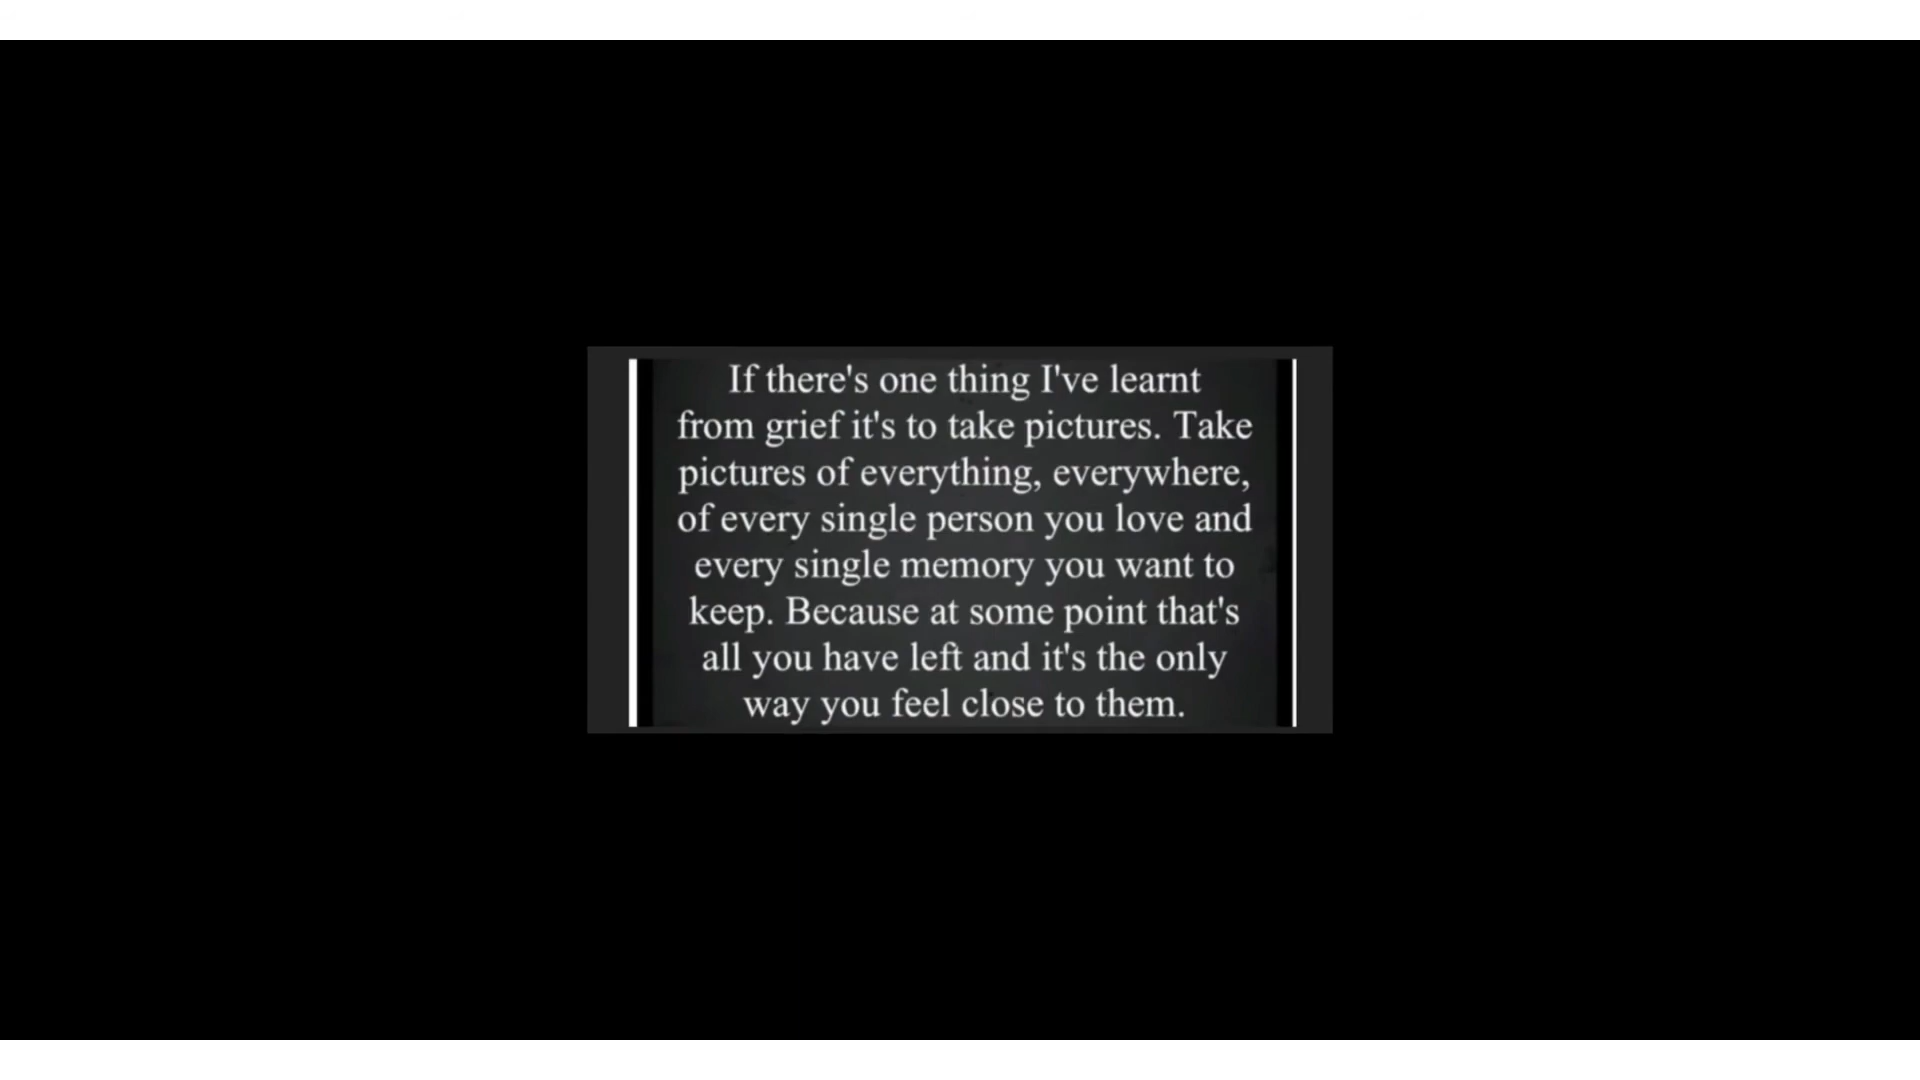 If there's one thing I've learnt
from grief it's to take pictures. Take
pictures of everything, everywhere,
of every single person you love and
every single memory you want to
keep. Because at some point that's
all you have left and it's the only
way you feel close to them.